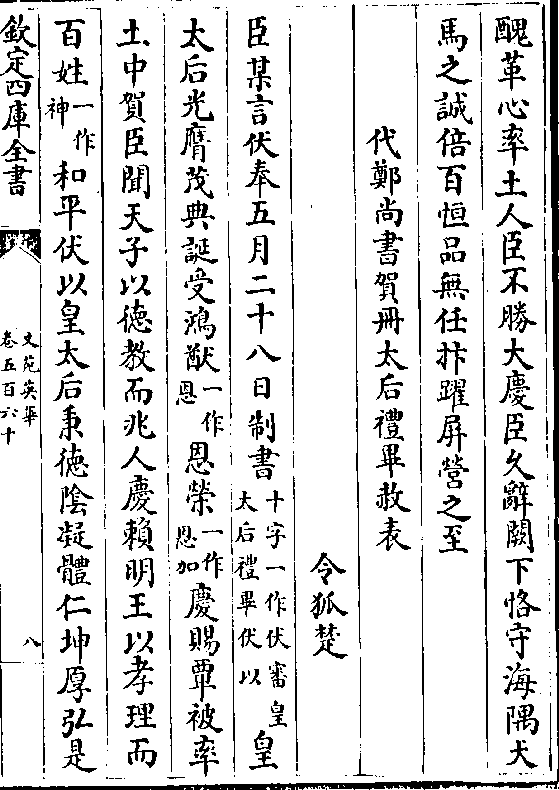 醜革心率土人臣不勝大慶臣久辭闕下恪守海隅犬
馬之誠倍百恒品無任抃躍屏營之至
代鄭尚書賀冊太后禮畢赦表
令狐楚
臣某言伏奉五月二十八日制書十字一作伏審皇太后禮畢伏以皇
太后光膺茂典誕受鴻猷一作恩恩榮一作恩加慶賜覃被率
土中賀臣聞天子以德教而兆人慶賴明王以孝理而
百姓一作神和平伏以皇太后秉德陰凝體仁坤厚弘是
欽定四庫全書
文苑英華
卷五百六十
八